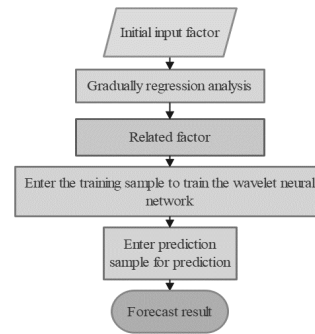 Initial input factor
Gradually regression analysis
Related factor
Enter the training sample to train the wavelet neural
network
Enter prediction
sample for prediction
Forecast result